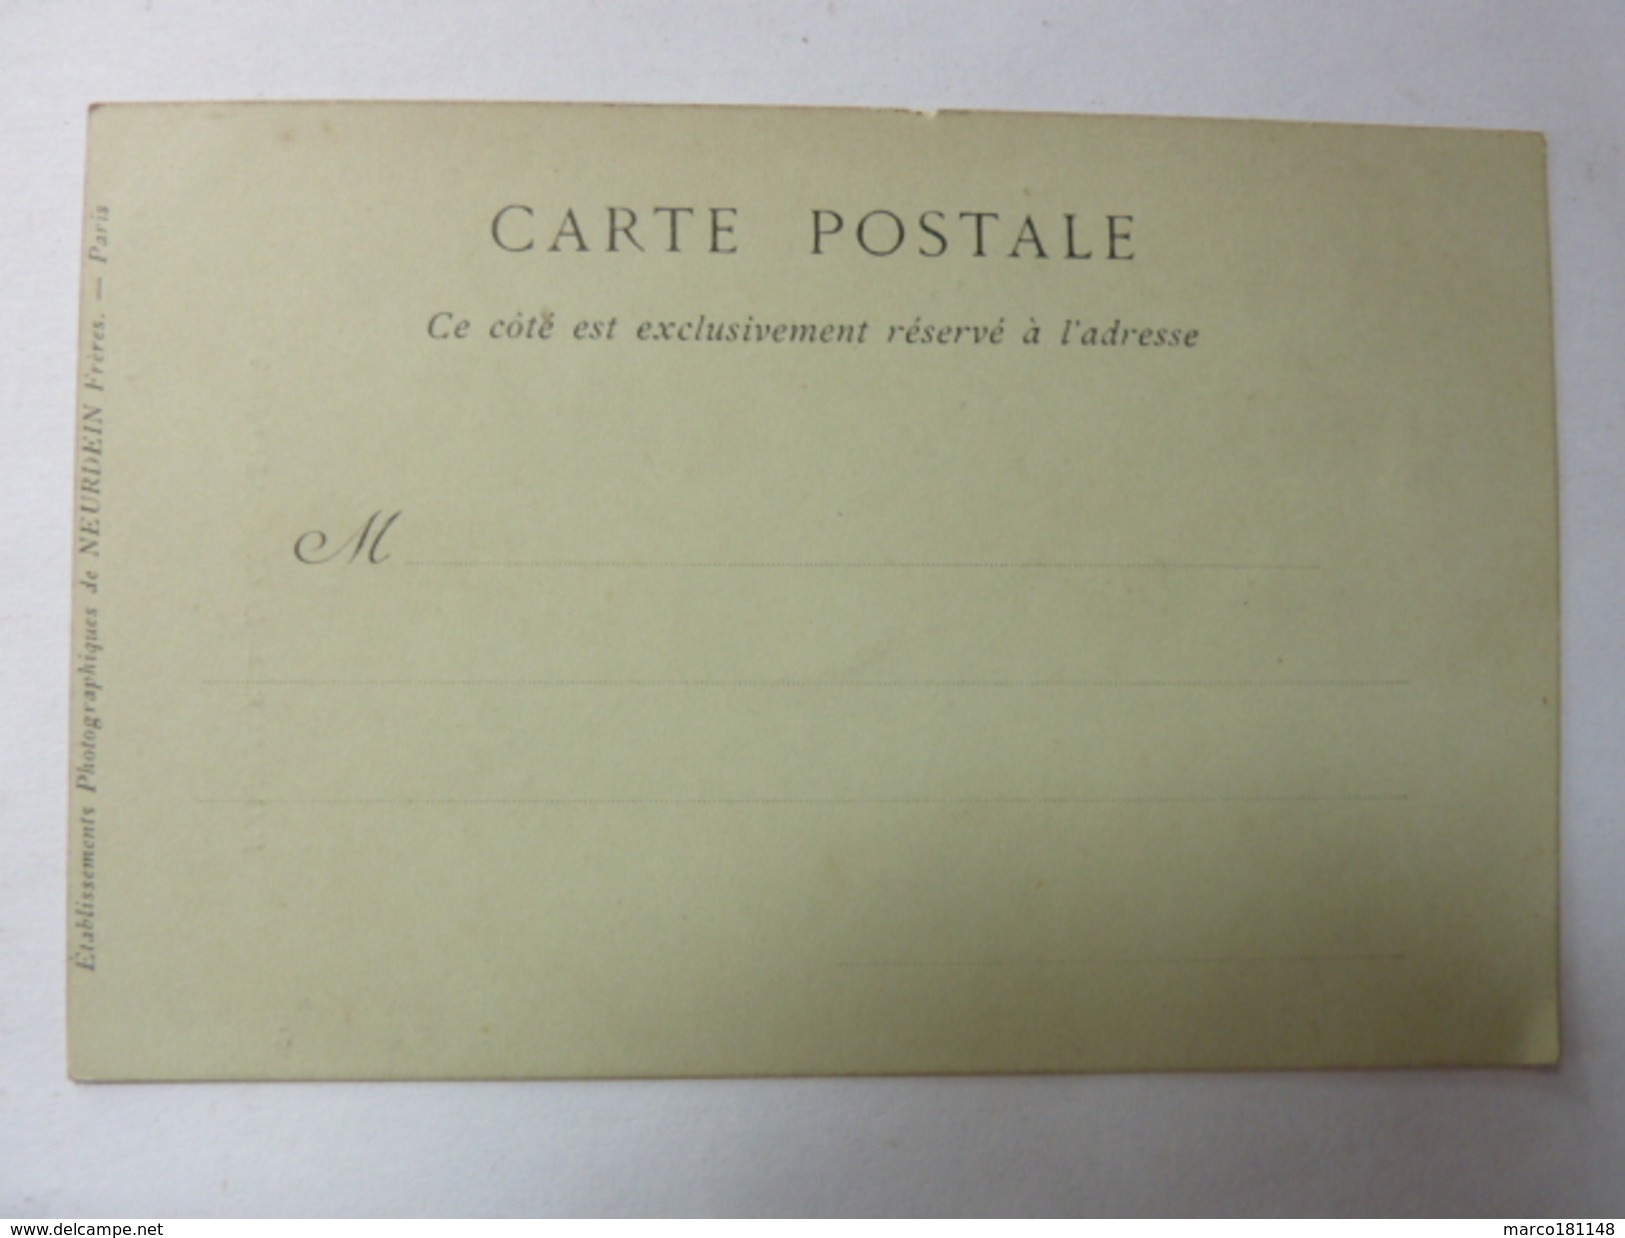 CARTE POSTALE
Ce côté est exclusivement réservé à l'adresse
M
Établissements Photographiques de NEURDEIN Frères. — Paris
www.delcampe.net
marco181148